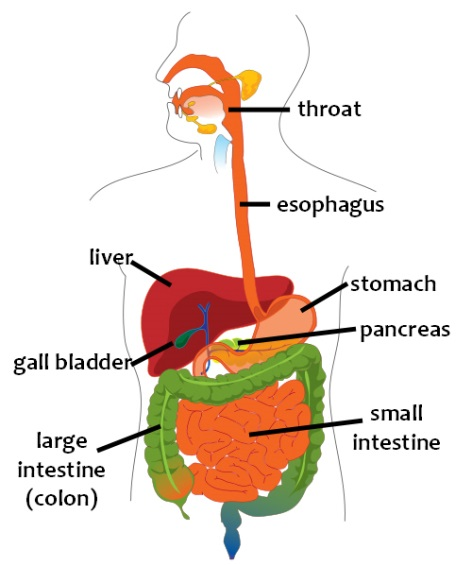 throat
esophagus
liver
stomach
pancreas
gall bladder
small
intestine
large
intestine
(colon)